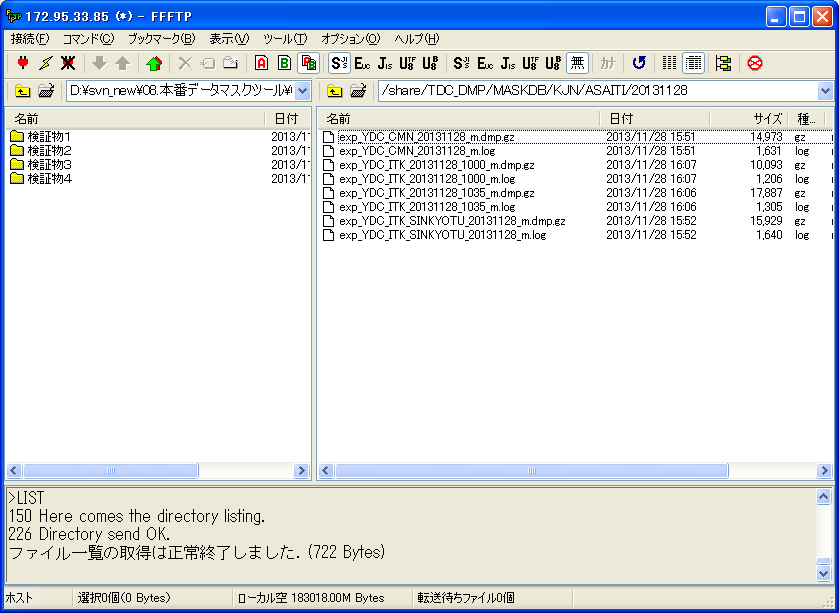 172.95.33.85 (*) - FFFTP
接続(F) コマンド(C) ブックマーク(B) 表示(V) ツール(T) オプション(O) ヘルプ(H)
D:¥svn_new¥08.本番データマスクツール¥ /share/TDC_DMP/MASKDB/KJN/ASAITI/20131128
名前 日付
検証物1 2013/1
検証物2 2013/1
検証物3 2013/1
検証物4 2013/1
名前 日付 サイズ 種...
exp_YDC_CMN_20131128_m.dmp.gz 2013/11/28 15:51 14,973 gz
exp_YDC_CMN_20131128_m.log 2013/11/28 15:51 1,631 log
exp_YDC_ITK_20131128_1000_m.dmp.gz 2013/11/28 16:07 10,093 gz
exp_YDC_ITK_20131128_1000_m.log 2013/11/28 16:07 1,206 log
exp_YDC_ITK_20131128_1035_m.dmp.gz 2013/11/28 16:06 17,887 gz
exp_YDC_ITK_20131128_1035_m.log 2013/11/28 16:06 1,305 log
exp_YDC_ITK_SINKYOTU_20131128_m.dmp.gz 2013/11/28 15:52 15,929 gz
exp_YDC_ITK_SINKYOTU_20131128_m.log 2013/11/28 15:52 1,640 log
>LIST
150 Here comes the directory listing.
226 Directory send OK.
ファイル一覧の取得は正常終了しました. (722 Bytes)
ホスト 選択0個(0 Bytes) ローカル空 183018.00M Bytes 転送待ちファイル0個